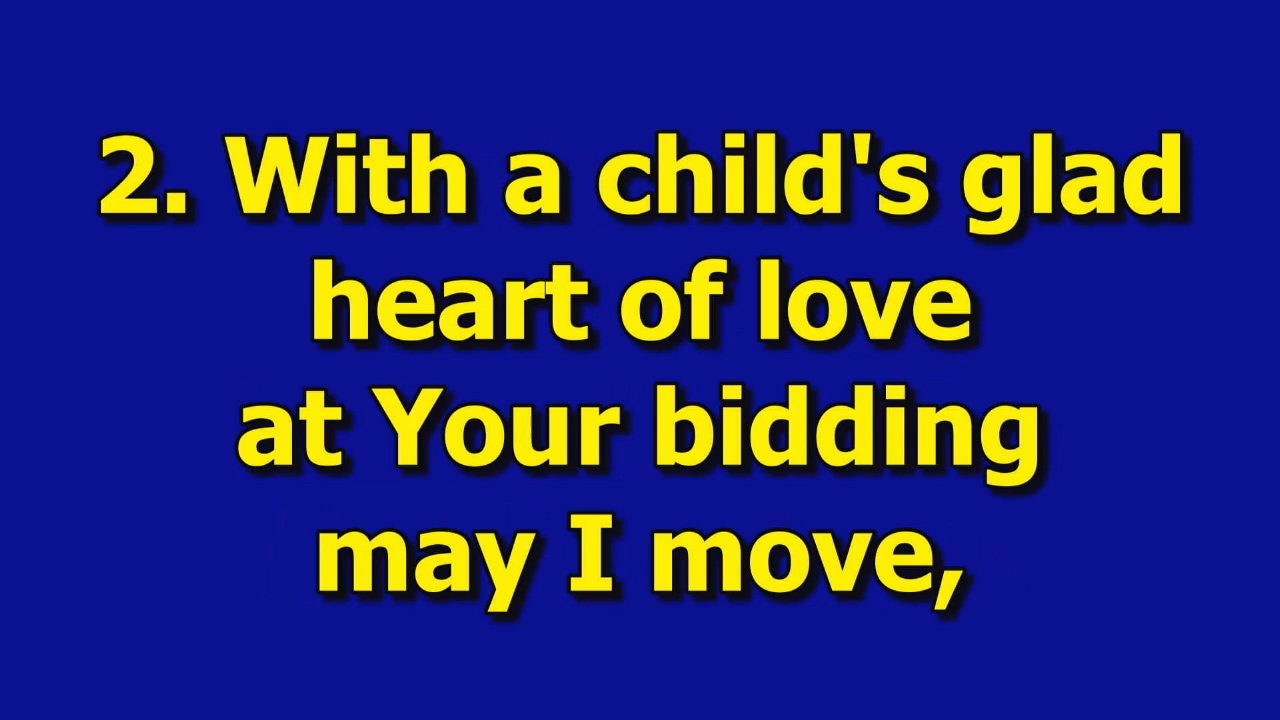 2. With a child's glad
heart of love
at Your bidding
may I move,